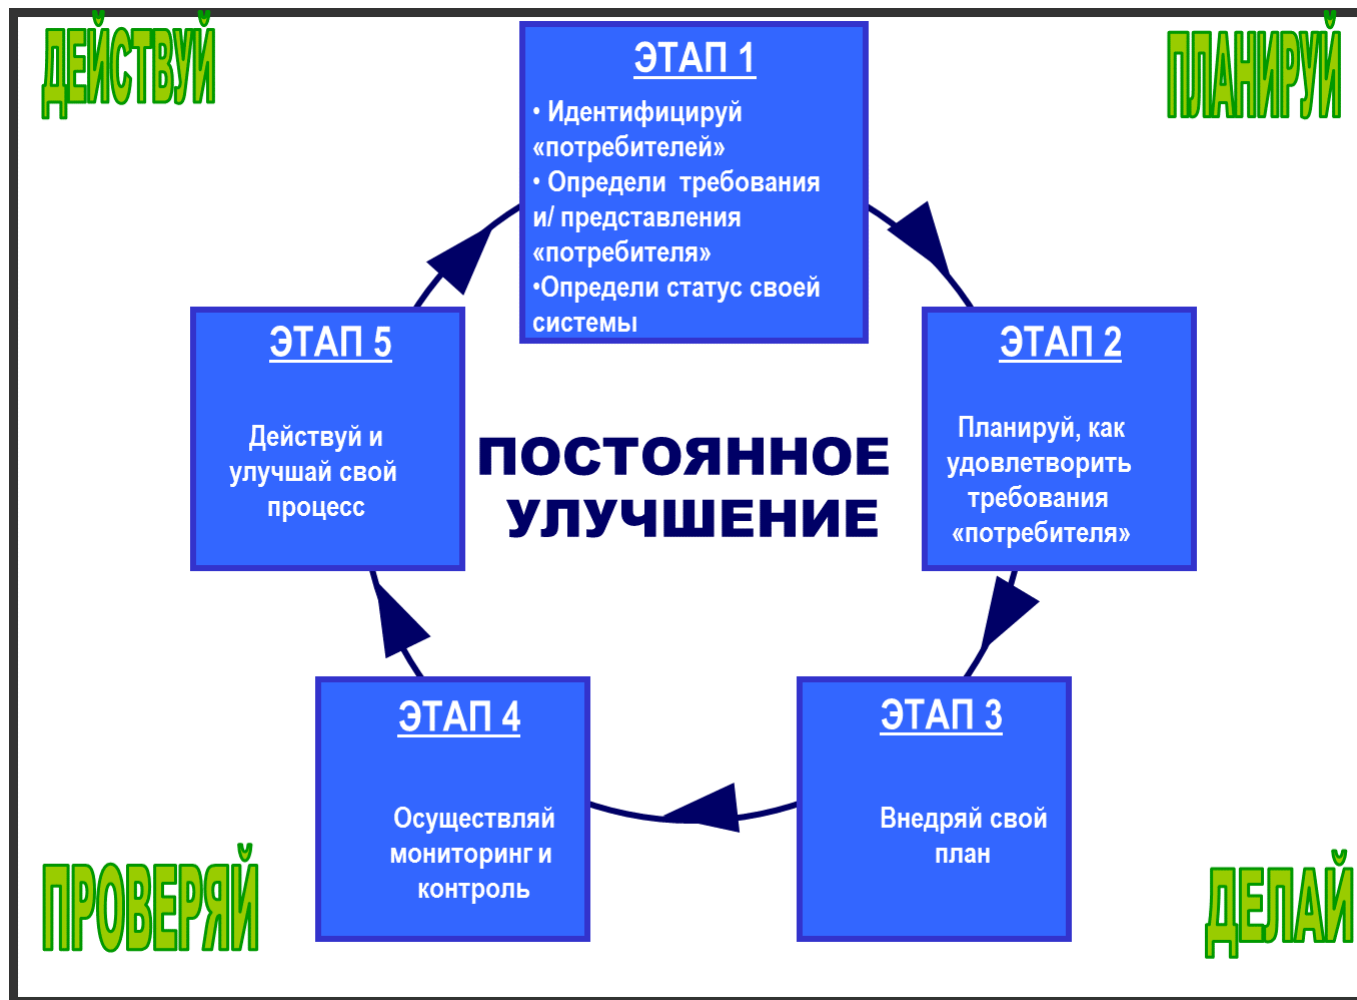 ДЕЙСТВУЙ
ПЛАНИРУЙ
ЭТАП 1
• Идентифицируй
«потребителей»
• Определи требования
и/ представления
«потребителя»
•Определи статус своей
системы
ЭТАП 5
Действуй и
улучшай свой
процесс
ПОСТОЯННОЕ
УЛУЧШЕНИЕ
ЭТАП 2
Планируй, как
удовлетворить
требования
«потребителя»
ЭТАП 4
Осуществляй
мониторинг и
контроль
ЭТАП 3
Внедряй свой
план
ПРОВЕРЯЙ
ДЕЛАЙ